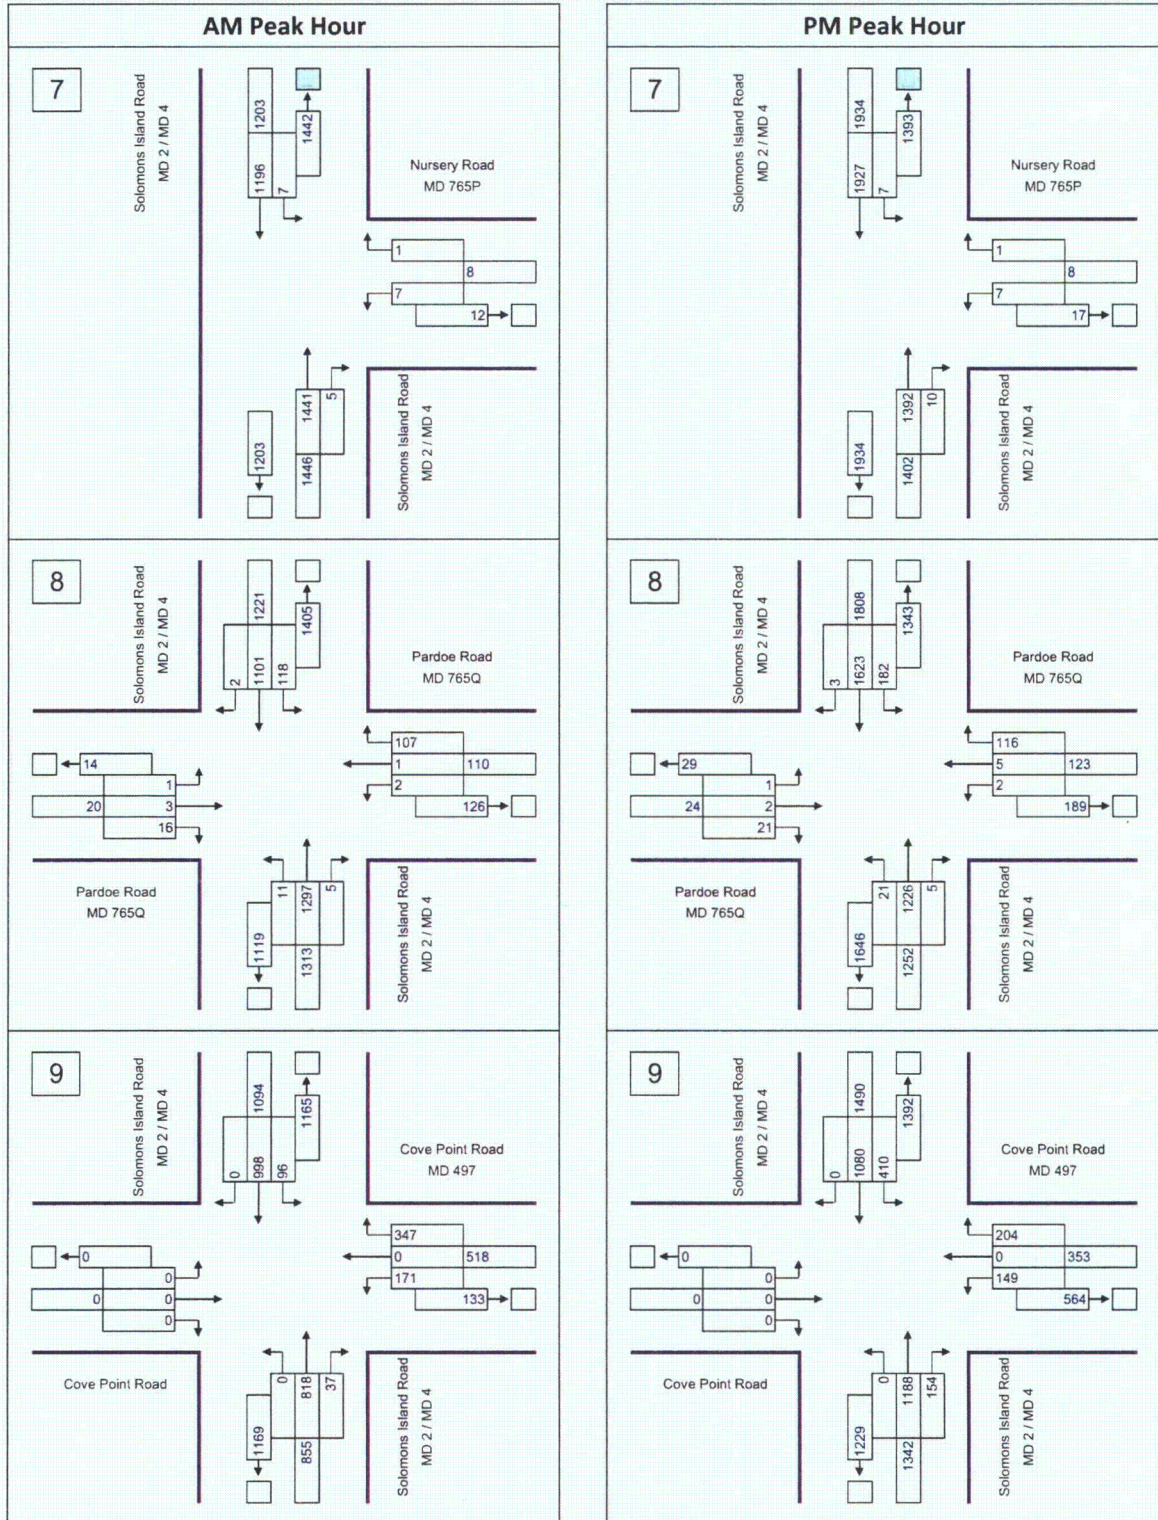 AM Peak Hour
7
Solomons Island Road
MD 2 / MD 4
1203
1442
1196
7
Nursery Road
MD 765P
1
8
7
12
1441
5
1203
1446
Solomons Island Road
MD 2 / MD 4
8
Solomons Island Road
MD 2 / MD 4
1221
1405
2
1101
118
Pardoe Road
MD 765Q
107
1
110
2
126
14
1
20
3
16
Pardoe Road
MD 765Q
11
1297
5
1119
1313
Solomons Island Road
MD 2 / MD 4
9
Solomons Island Road
MD 2 / MD 4
1094
1165
0
998
96
Cove Point Road
MD 497
347
0
518
171
133
0
0
0
0
0
Cove Point Road
0
818
37
1169
855
Solomons Island Road
MD 2 / MD 4
PM Peak Hour
7
Solomons Island Road
MD 2 / MD 4
1934
1393
1927
7
Nursery Road
MD 765P
1
8
7
17
1392
10
1934
1402
Solomons Island Road
MD 2 / MD 4
8
Solomons Island Road
MD 2 / MD 4
1808
1343
3
1623
182
Pardoe Road
MD 765Q
116
5
123
2
189
29
1
24
2
21
Pardoe Road
MD 765Q
21
1226
5
1646
1252
Solomons Island Road
MD 2 / MD 4
9
Solomons Island Road
MD 2 / MD 4
1490
1392
0
1080
410
Cove Point Road
MD 497
204
0
353
149
564
0
0
0
0
0
Cove Point Road
0
1188
154
1229
1342
Solomons Island Road
MD 2 / MD 4